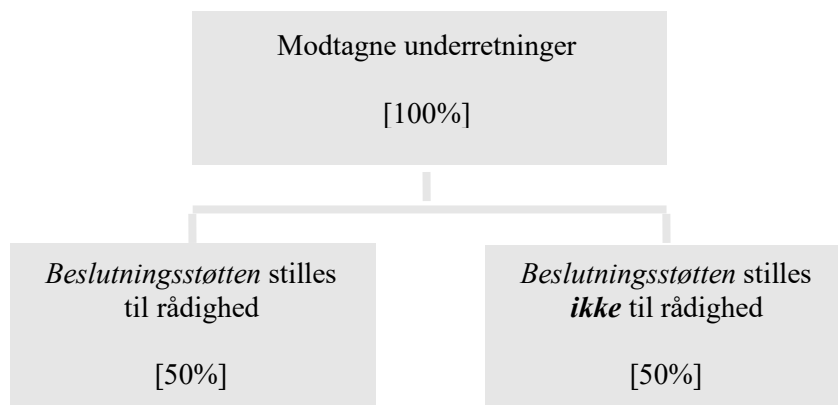 Modtagne underretninger
[100%]
Beslutningsstøtten stilles
til rådighed
[50%]
Beslutningsstøtten stilles
ikke til rådighed
[50%]